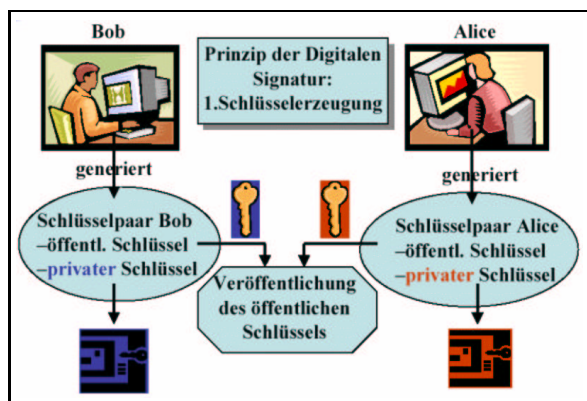 Bob
Alice
Prinzip der Digitalen
Signatur:
1.Schlüsselerzeugung
generiert
generiert
Schlüsselpaar Bob
–öffentl. Schlüssel
–privater Schlüssel
Schlüsselpaar Alice
–öffentl. Schlüssel
–privater Schlüssel
Veröffentlichung
des öffentlichen
Schlüssels